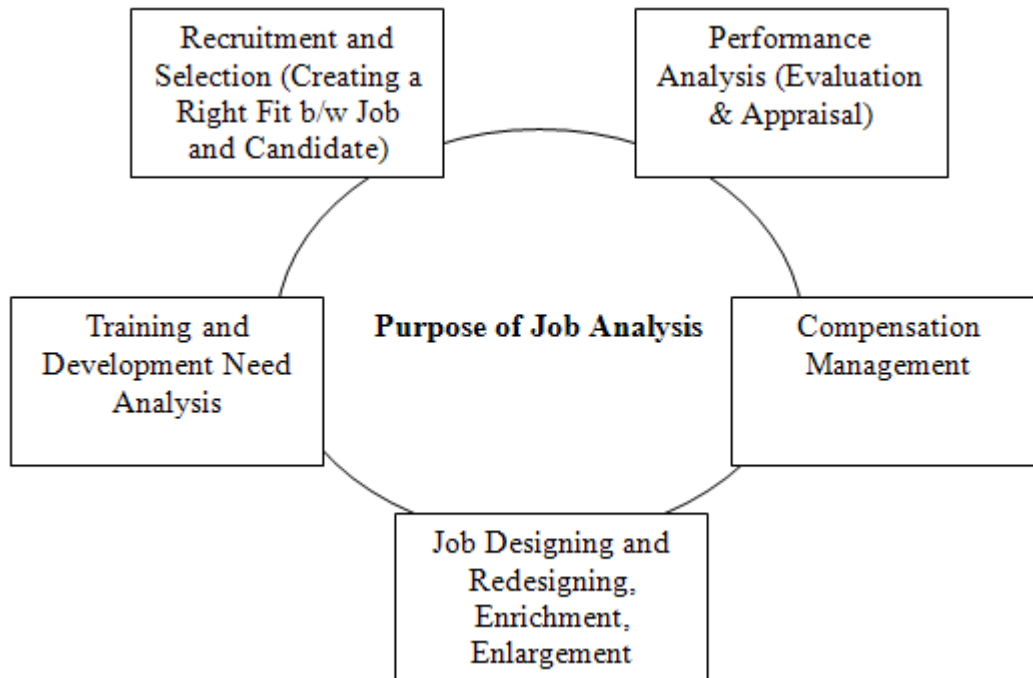 Recruitment and
Selection (Creating a
Right Fit b/w Job
and Candidate)
Performance
Analysis (Evaluation
& Appraisal)
Training and
Development Need
Analysis
Purpose of Job Analysis
Compensation
Management
Job Designing and
Redesigning,
Enrichment,
Enlargement